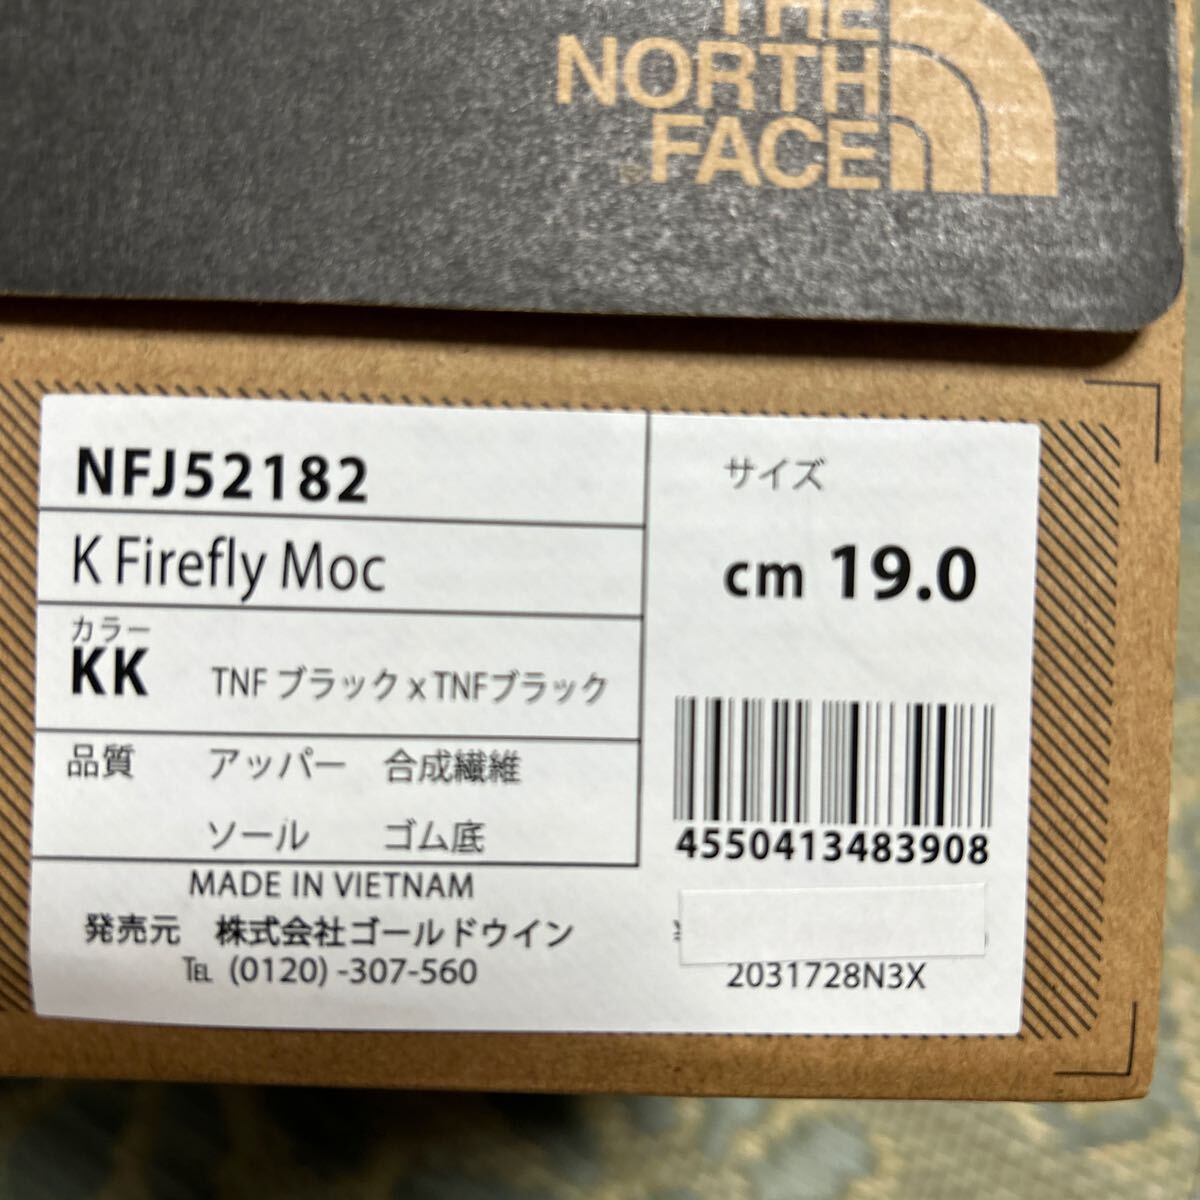 THE
NORTH
FACE
NFJ52182
K Firefly Moc
カラー
KK TNF ブラック x TNFブラック
品質 アッパー 合成繊維
ソール ゴム底
MADE IN VIETNAM
発売元 株式会社ゴールドウイン
TEL (0120) -307-560
サイズ
cm 19.0
4550413483908
2031728N3X